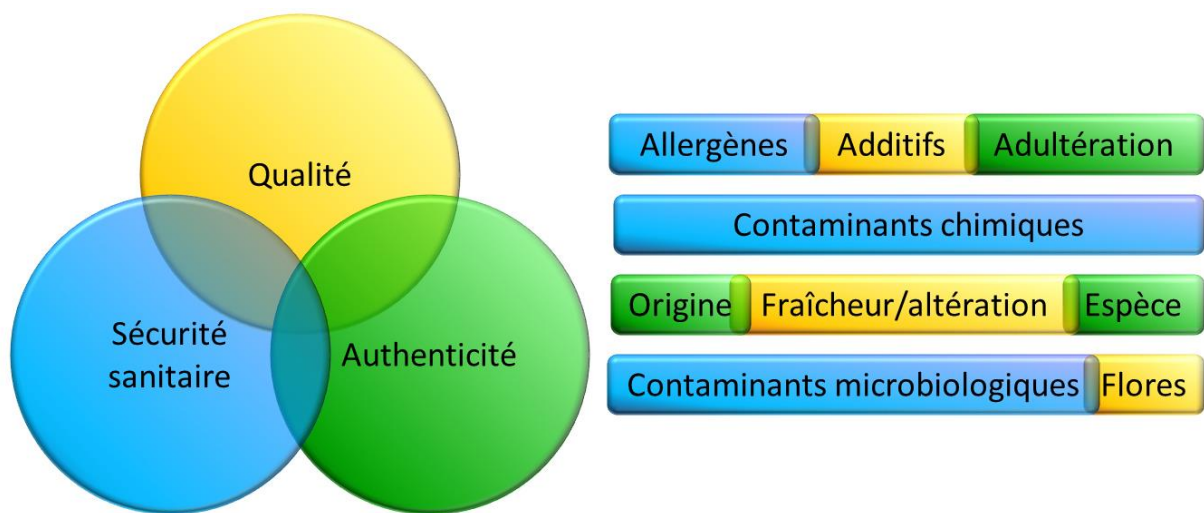 Qualité
Sécurité
sanitaire
Authenticité
Allergènes Additifs Adultération
Contaminants chimiques
Origine Fraîcheur/altération Espèce
Contaminants microbiologiques Flores